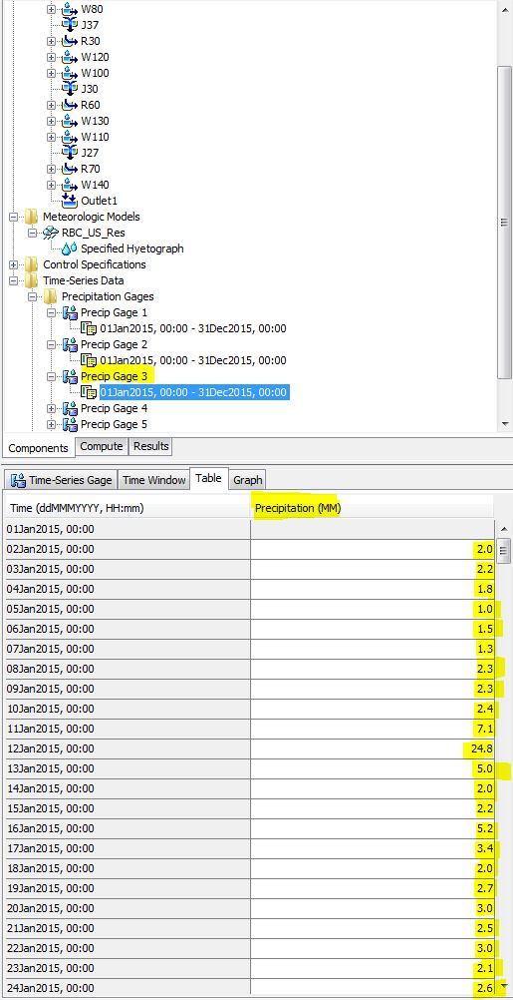 W80
J37
R30
W120
W100
J30
R60
W130
W110
J27
R70
W140
Outlet1
Meteorologic Models
RBC_US_Res
Specified Hyetograph
Control Specifications
Time-Series Data
Precipitation Gages
Precip Gage 1
01Jan2015, 00:00 - 31Dec2015, 00:00
Precip Gage 2
01Jan2015, 00:00 - 31Dec2015, 00:00
Precip Gage 3
01Jan2015, 00:00 - 31Dec2015, 00:00
Precip Gage 4
Precip Gage 5
Components Compute Results
Time-Series Gage Time Window Table Graph
Time (ddMMMYYYY, HH:mm) Precipitation (MM)
01Jan2015, 00:00
02Jan2015, 00:00 2.0
03Jan2015, 00:00 2.2
04Jan2015, 00:00 1.8
05Jan2015, 00:00 1.0
06Jan2015, 00:00 1.5
07Jan2015, 00:00 1.3
08Jan2015, 00:00 2.3
09Jan2015, 00:00 2.3
10Jan2015, 00:00 2.4
11Jan2015, 00:00 7.1
12Jan2015, 00:00 24.8
13Jan2015, 00:00 5.0
14Jan2015, 00:00 2.0
15Jan2015, 00:00 2.2
16Jan2015, 00:00 5.2
17Jan2015, 00:00 3.4
18Jan2015, 00:00 2.0
19Jan2015, 00:00 2.7
20Jan2015, 00:00 3.0
21Jan2015, 00:00 2.5
22Jan2015, 00:00 3.0
23Jan2015, 00:00 2.1
24Jan2015, 00:00 2.6